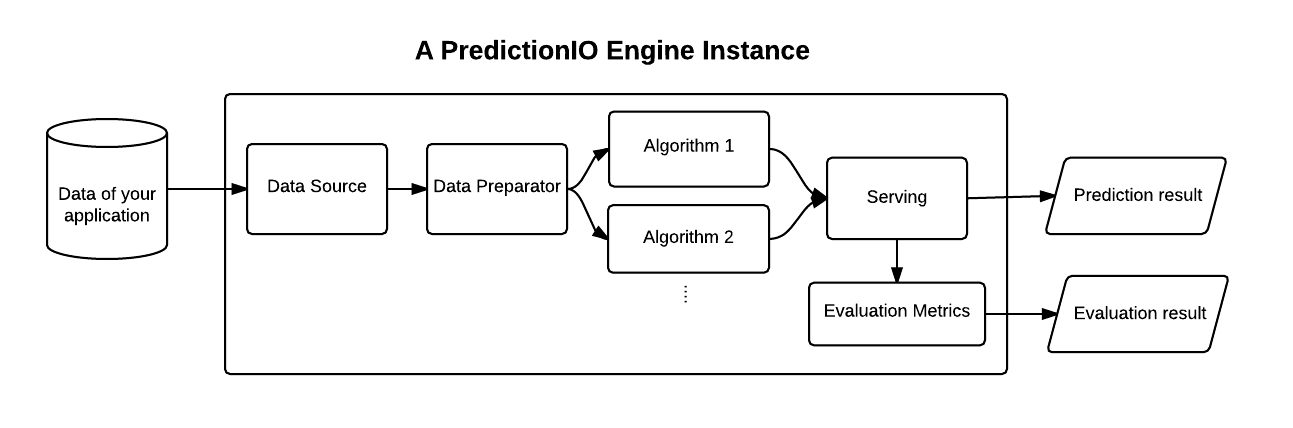 A PredictionIO Engine Instance
Data of your
application
Data Source
Data Preparator
Algorithm 1
Algorithm 2
Serving
Evaluation Metrics
Prediction result
Evaluation result